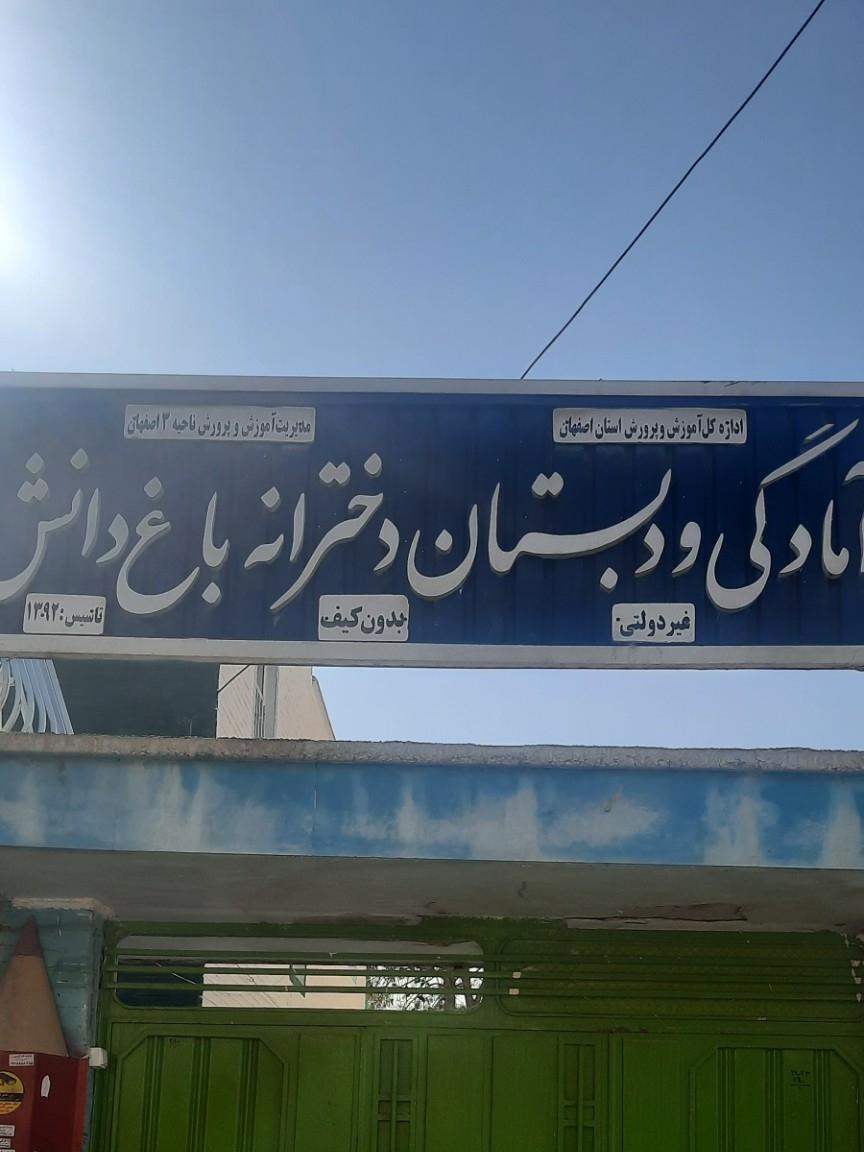 اداره کل آموزش و پرورش استان اصفهان
مدیریت آموزش و پرورش ناحیه ۳ اصفهان
آمادگی و دبستان دخترانه باغ دانش
غیردولتی
بدون کیف
تاسیس: ۱۳۹۲